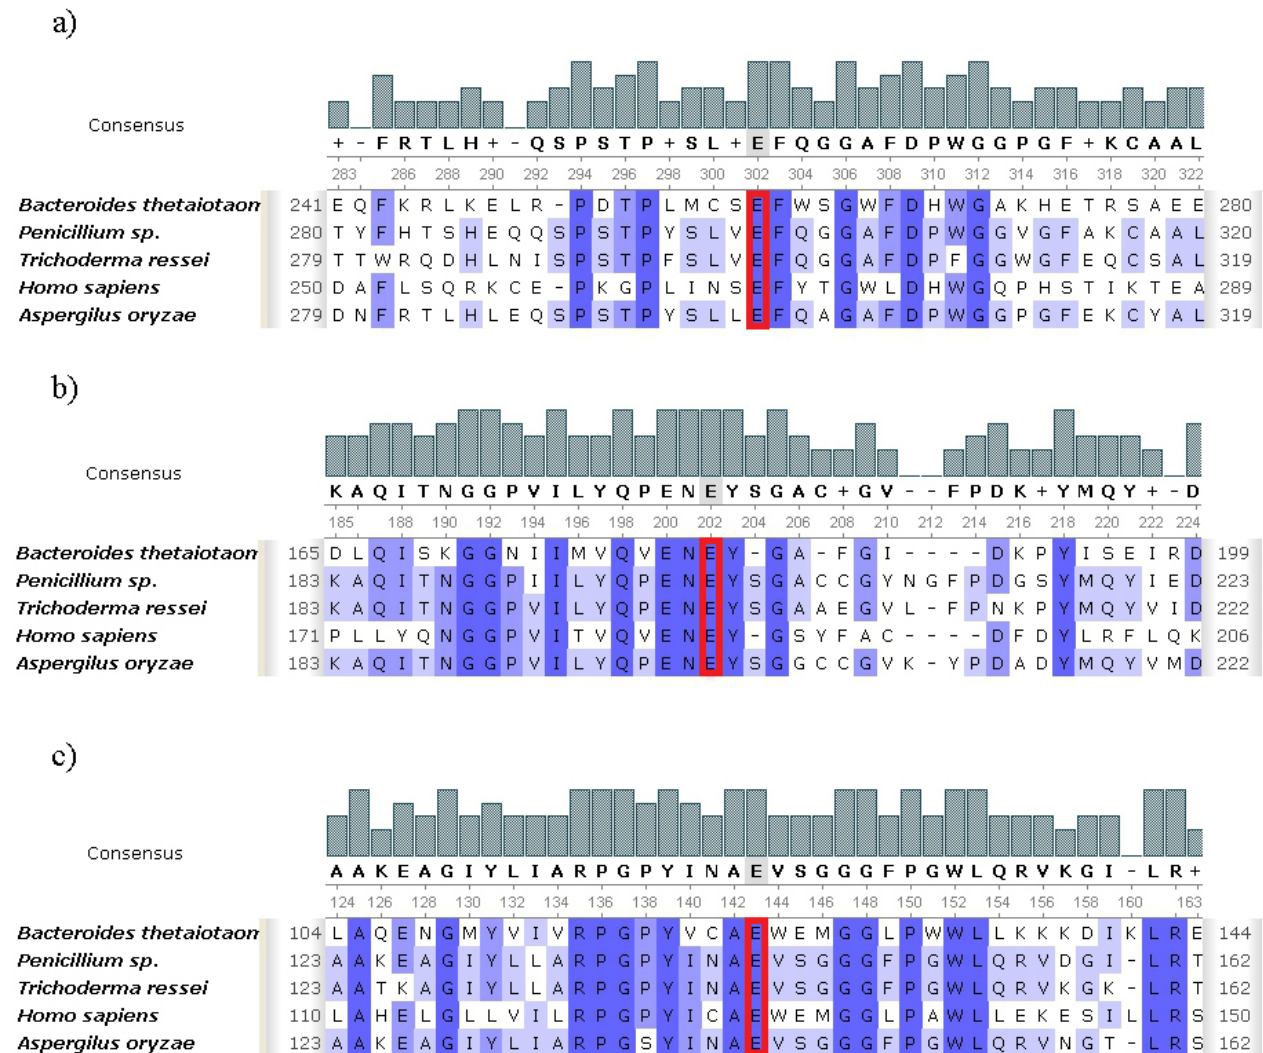 a)
Consensus
+ - F R T L H + - Q S P S T P + S L + E F Q G G A F D P W G G P G F + K C A A L
283 286 288 290 292 294 296 298 300 302 304 306 308 310 312 314 316 318 320 322
Bacteroides thetaiotaon 241 E Q F K R L K E L R - P D T P L M C S E F W S G W F D H W G A K H E T R S A E E 280
Penicillium sp. 280 T Y F H T S H E Q Q S P S T P Y S L V E F Q G G A F D P W G G V G F A K C A A L 320
Trichoderma ressei 279 T T W R Q D H L N I S P S T P F S L V E F Q G G A F D P F G G W G F E Q C S A L 319
Homo sapiens 250 D A F L S Q R K C E - P K G P L I N S E F Y T G W L D H W G Q P H S T I K T E A 289
Aspergilus oryzae 279 D N F R T L H L E Q S P S T P Y S L L E F Q A G A F D P W G G P G F E K C Y A L 319
b)
Consensus
K A Q I T N G G P V I L Y Q P E N E Y S G A C + G V - - F P D K + Y M Q Y + - D
185 188 190 192 194 196 198 200 202 204 206 208 210 212 214 216 218 220 222 224
Bacteroides thetaiotaon 165 D L Q I S K G G N I I M V Q V E N E Y - G A - F G I - - - - D K P Y I S E I R D 199
Penicillium sp. 183 K A Q I T N G G P I I L Y Q P E N E Y S G A C C G Y N G F P D G S Y M Q Y I E D 223
Trichoderma ressei 183 K A Q I T N G G P V I L Y Q P E N E Y S G A A E G V L - F P N K P Y M Q Y V I D 222
Homo sapiens 171 P L L Y Q N G G P V I T V Q V E N E Y - G S Y F A C - - - - D F D Y L R F L Q K 206
Aspergilus oryzae 183 K A Q I T N G G P V I L Y Q P E N E Y S G G C C G V K - Y P D A D Y M Q Y V M D 222
c)
Consensus
A A K E A G I Y L I A R P G P Y I N A E V S G G G F P G W L Q R V K G I - L R +
124 126 128 130 132 134 136 138 140 142 144 146 148 150 152 154 156 158 160 163
Bacteroides thetaiotaon 104 L A Q E N G M Y V I V R P G P Y V C A E W E M G G L P W W L L K K K D I K L R E 144
Penicillium sp. 123 A A K E A G I Y L L A R P G P Y I N A E V S G G G F P G W L Q R V D G I - L R T 162
Trichoderma ressei 123 A A T K A G I Y L L A R P G P Y I N A E V S G G G F P G W L Q R V K G K - L R T 162
Homo sapiens 110 L A H E L G L L V I L R P G P Y I C A E W E M G G L P A W L L E K E S I L L R S 150
Aspergilus oryzae 123 A A K E A G I Y L I A R P G S Y I N A E V S G G G F P G W L Q R V N G T - L R S 162